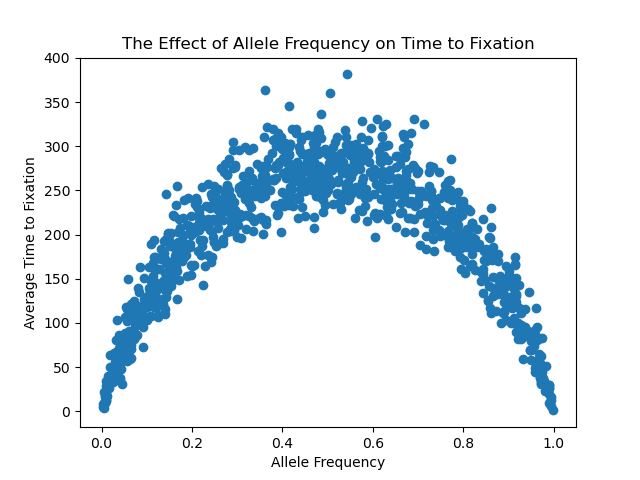 The Effect of Allele Frequency on Time to Fixation
400
350
300
250
200
150
100
50
0
Average Time to Fixation
0.0 0.2 0.4 0.6 0.8 1.0
Allele Frequency